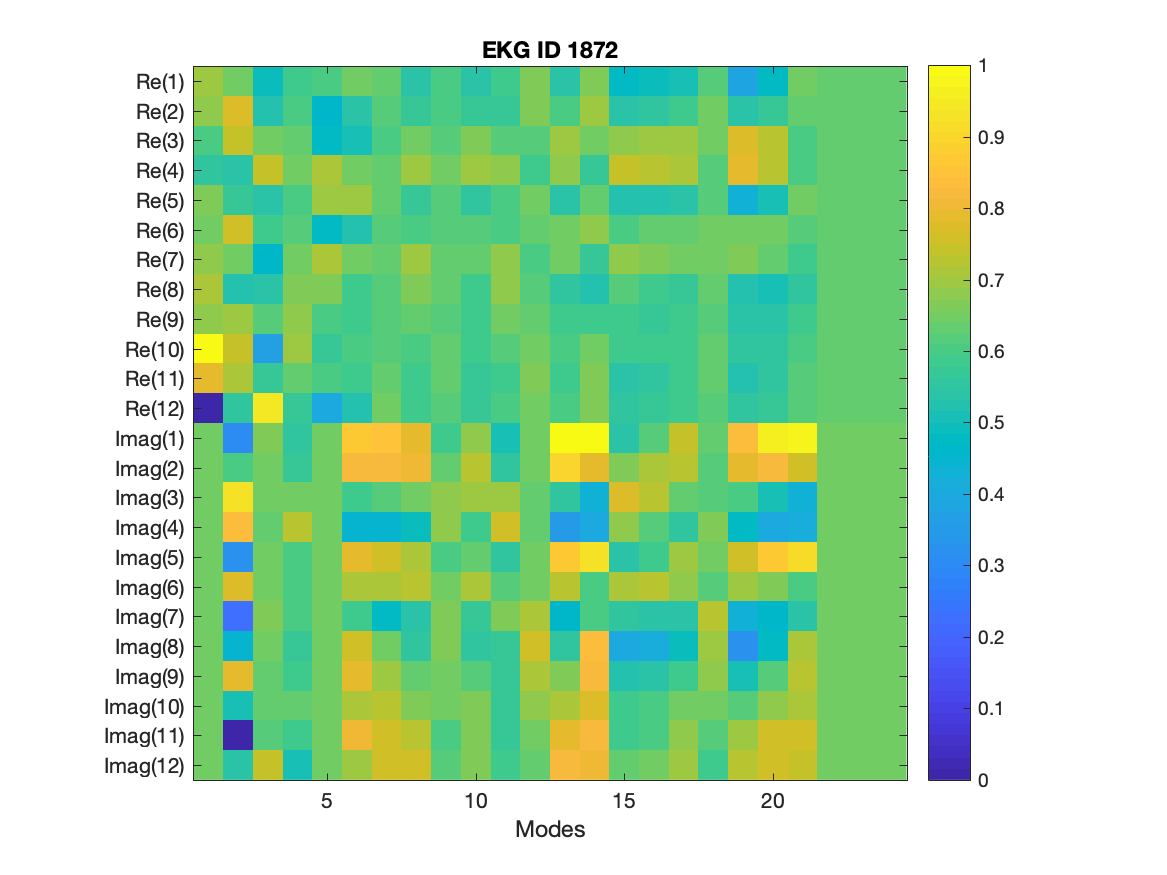 EKG ID 1872
Re(1)
Re(2)
Re(3)
Re(4)
Re(5)
Re(6)
Re(7)
Re(8)
Re(9)
Re(10)
Re(11)
Re(12)
Imag(1)
Imag(2)
Imag(3)
Imag(4)
Imag(5)
Imag(6)
Imag(7)
Imag(8)
Imag(9)
Imag(10)
Imag(11)
Imag(12)
5 10 15 20
Modes
1
0.9
0.8
0.7
0.6
0.5
0.4
0.3
0.2
0.1
0